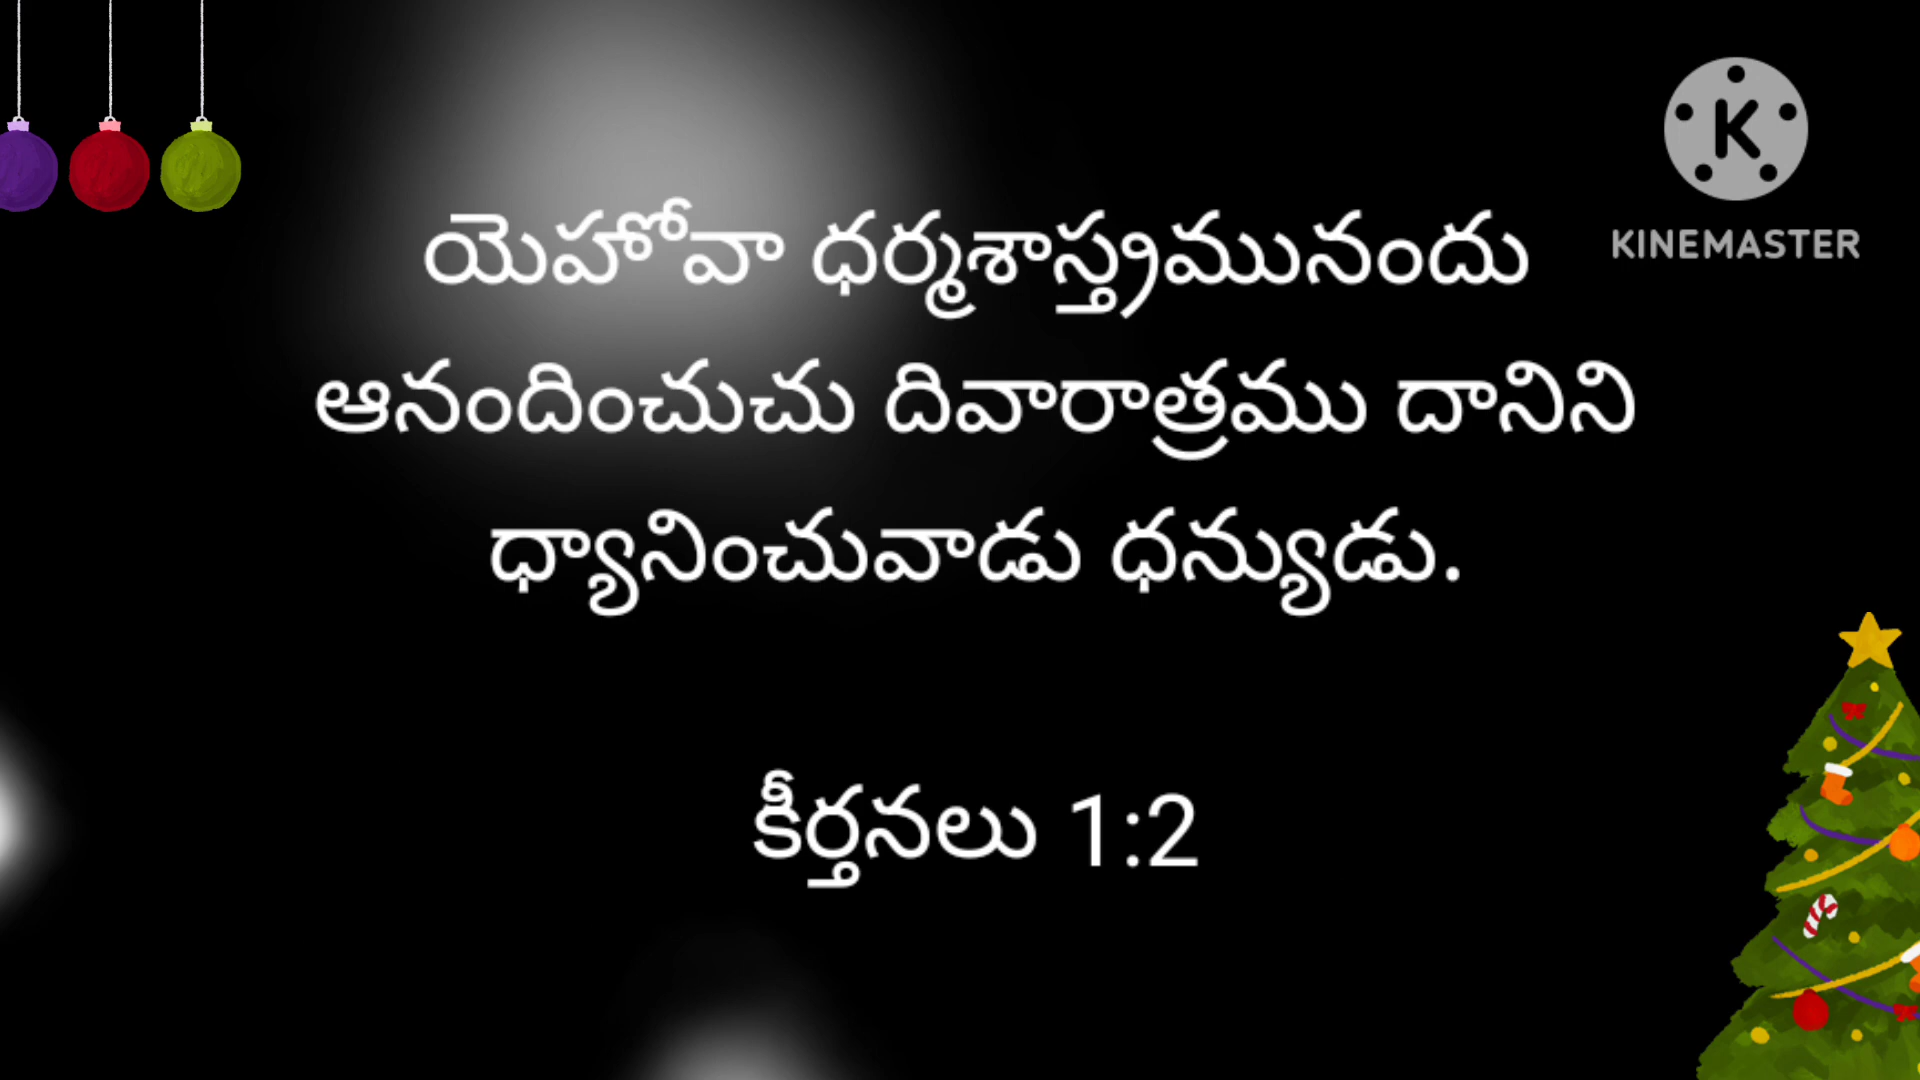 యెహోవా ధర్మశాస్త్రమునందు
ఆనందించుచు దివారాత్రము దానిని
ధ్యానించువాడు ధన్యుడు.
కీర్తనలు 1:2
K
KINEMASTER